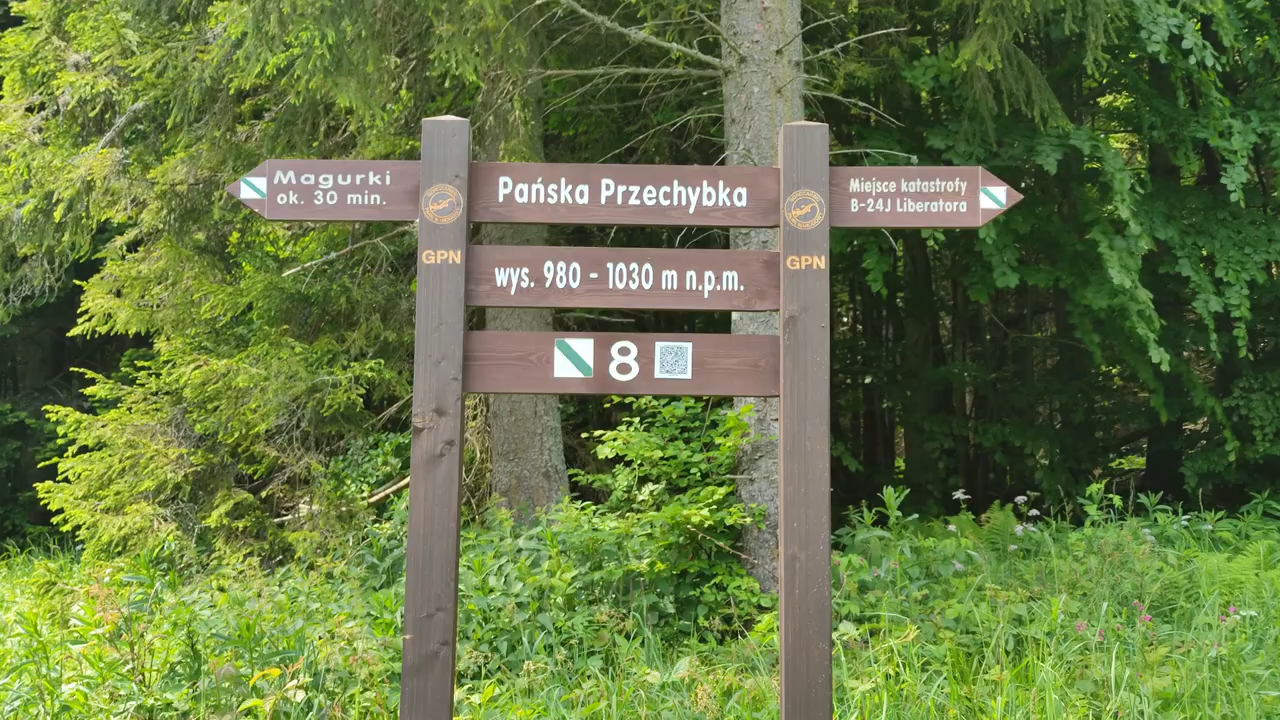 Magurki
ok. 30 min.
Pańska Przechybka
Miejsce katastrofy
B-24J Liberatora
GPN
GPN
wys. 980 - 1030 m n.p.m.
8